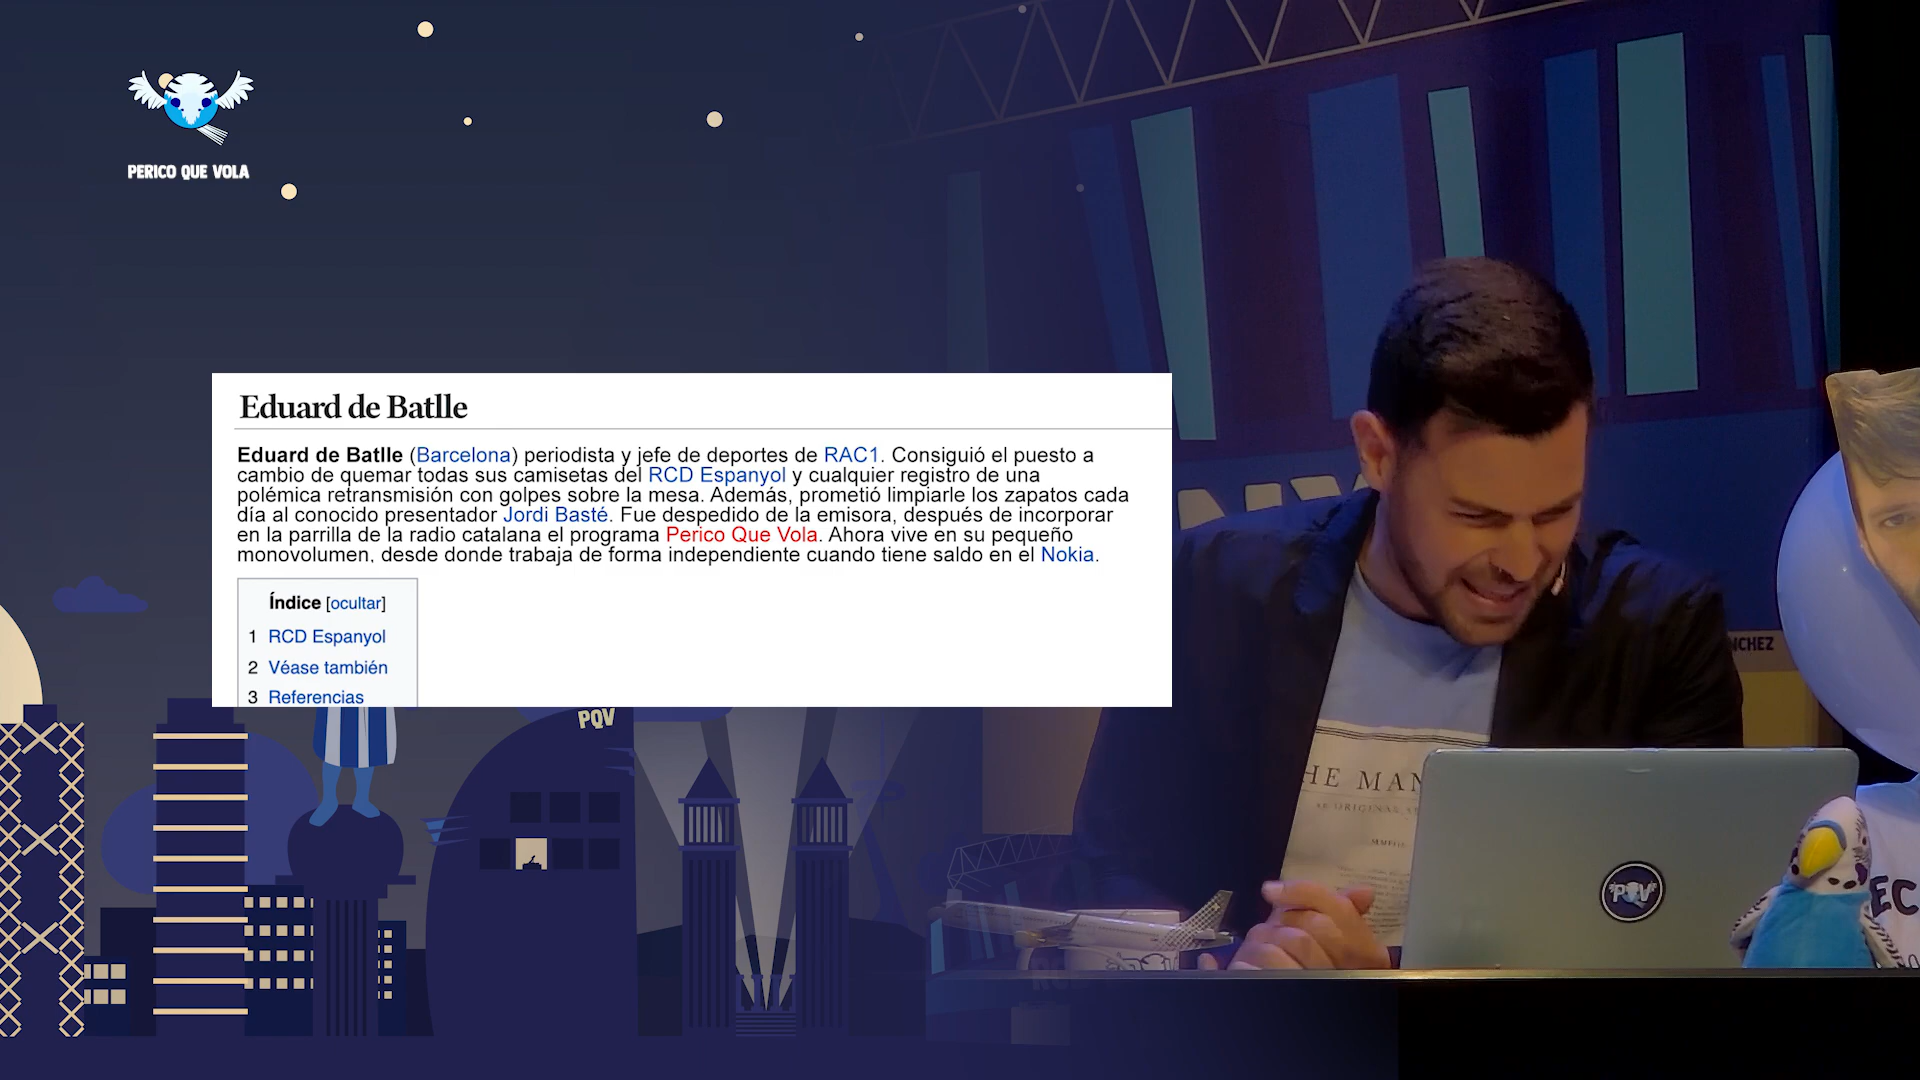 PERICO QUE VOLA
Eduard de Batlle
Eduard de Batlle (Barcelona) periodista y jefe de deportes de RAC1. Consiguió el puesto a
cambio de quemar todas sus camisetas del RCD Espanyol y cualquier registro de una
polémica retransmisión con golpes sobre la mesa. Además, prometió limpiarle los zapatos cada
día al conocido presentador Jordi Basté. Fue despedido de la emisora, después de incorporar
en la parrilla de la radio catalana el programa Perico Que Vola. Ahora vive en su pequeño
monovolumen, desde donde trabaja de forma independiente cuando tiene saldo en el Nokia.
Índice [ocultar]
1 RCD Espanyol
2 Véase también
3 Referencias
PQV
NCHEZ
HE MAN
PQV
EC